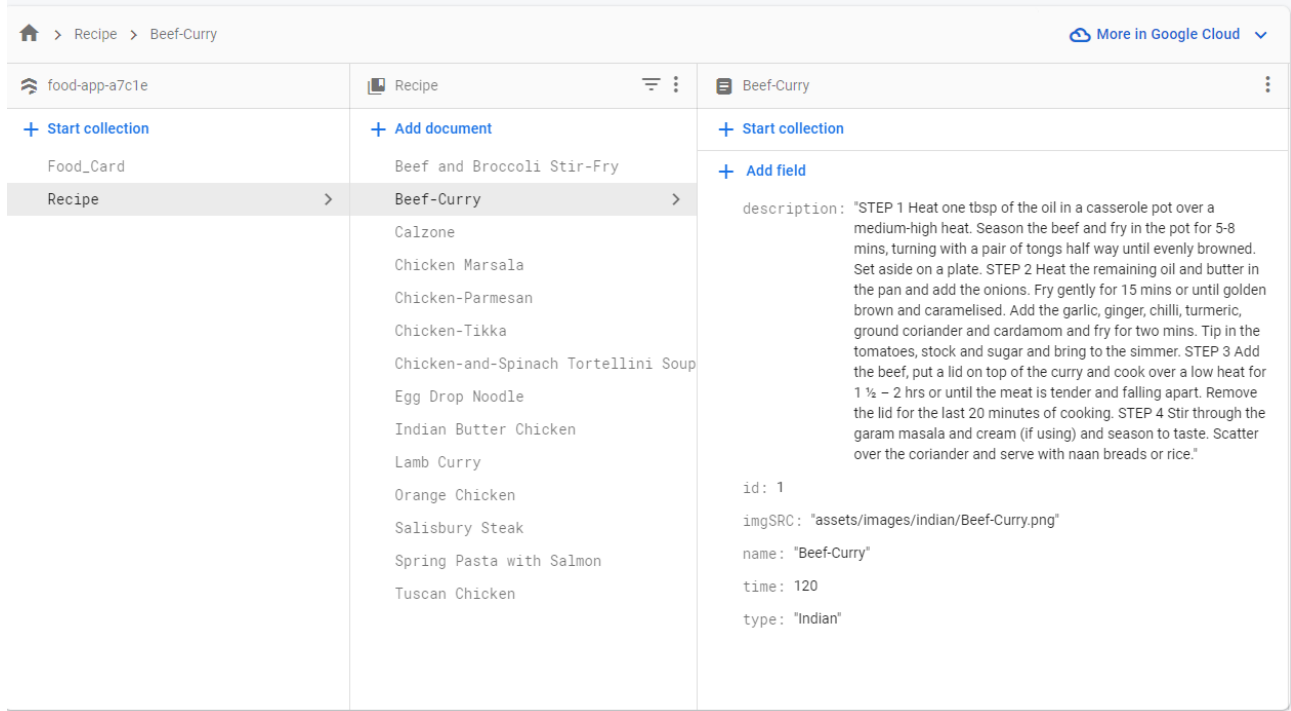 Recipe > Beef-Curry
More in Google Cloud
food-app-a7c1e
Recipe
Beef-Curry
+ Start collection
Food_Card
Recipe
+ Add document
Beef and Broccoli Stir-Fry
Beef-Curry
Calzone
Chicken Marsala
Chicken-Parmesan
Chicken-Tikka
Chicken-and-Spinach Tortellini Soup
Egg Drop Noodle
Indian Butter Chicken
Lamb Curry
Orange Chicken
Salisbury Steak
Spring Pasta with Salmon
Tuscan Chicken
+ Start collection
+ Add field
description: "STEP 1 Heat one tbsp of the oil in a casserole pot over a
medium-high heat. Season the beef and fry in the pot for 5-8
mins, turning with a pair of tongs half way until evenly browned.
Set aside on a plate. STEP 2 Heat the remaining oil and butter in
the pan and add the onions. Fry gently for 15 mins or until golden
brown and caramelised. Add the garlic, ginger, chilli, turmeric,
ground coriander and cardamom and fry for two mins. Tip in the
tomatoes, stock and sugar and bring to the simmer. STEP 3 Add
the beef, put a lid on top of the curry and cook over a low heat for
1 ½ – 2 hrs or until the meat is tender and falling apart. Remove
the lid for the last 20 minutes of cooking. STEP 4 Stir through the
garam masala and cream (if using) and season to taste. Scatter
over the coriander and serve with naan breads or rice."
id: 1
imgSRC: "assets/images/indian/Beef-Curry.png"
name: "Beef-Curry"
time: 120
type: "Indian"